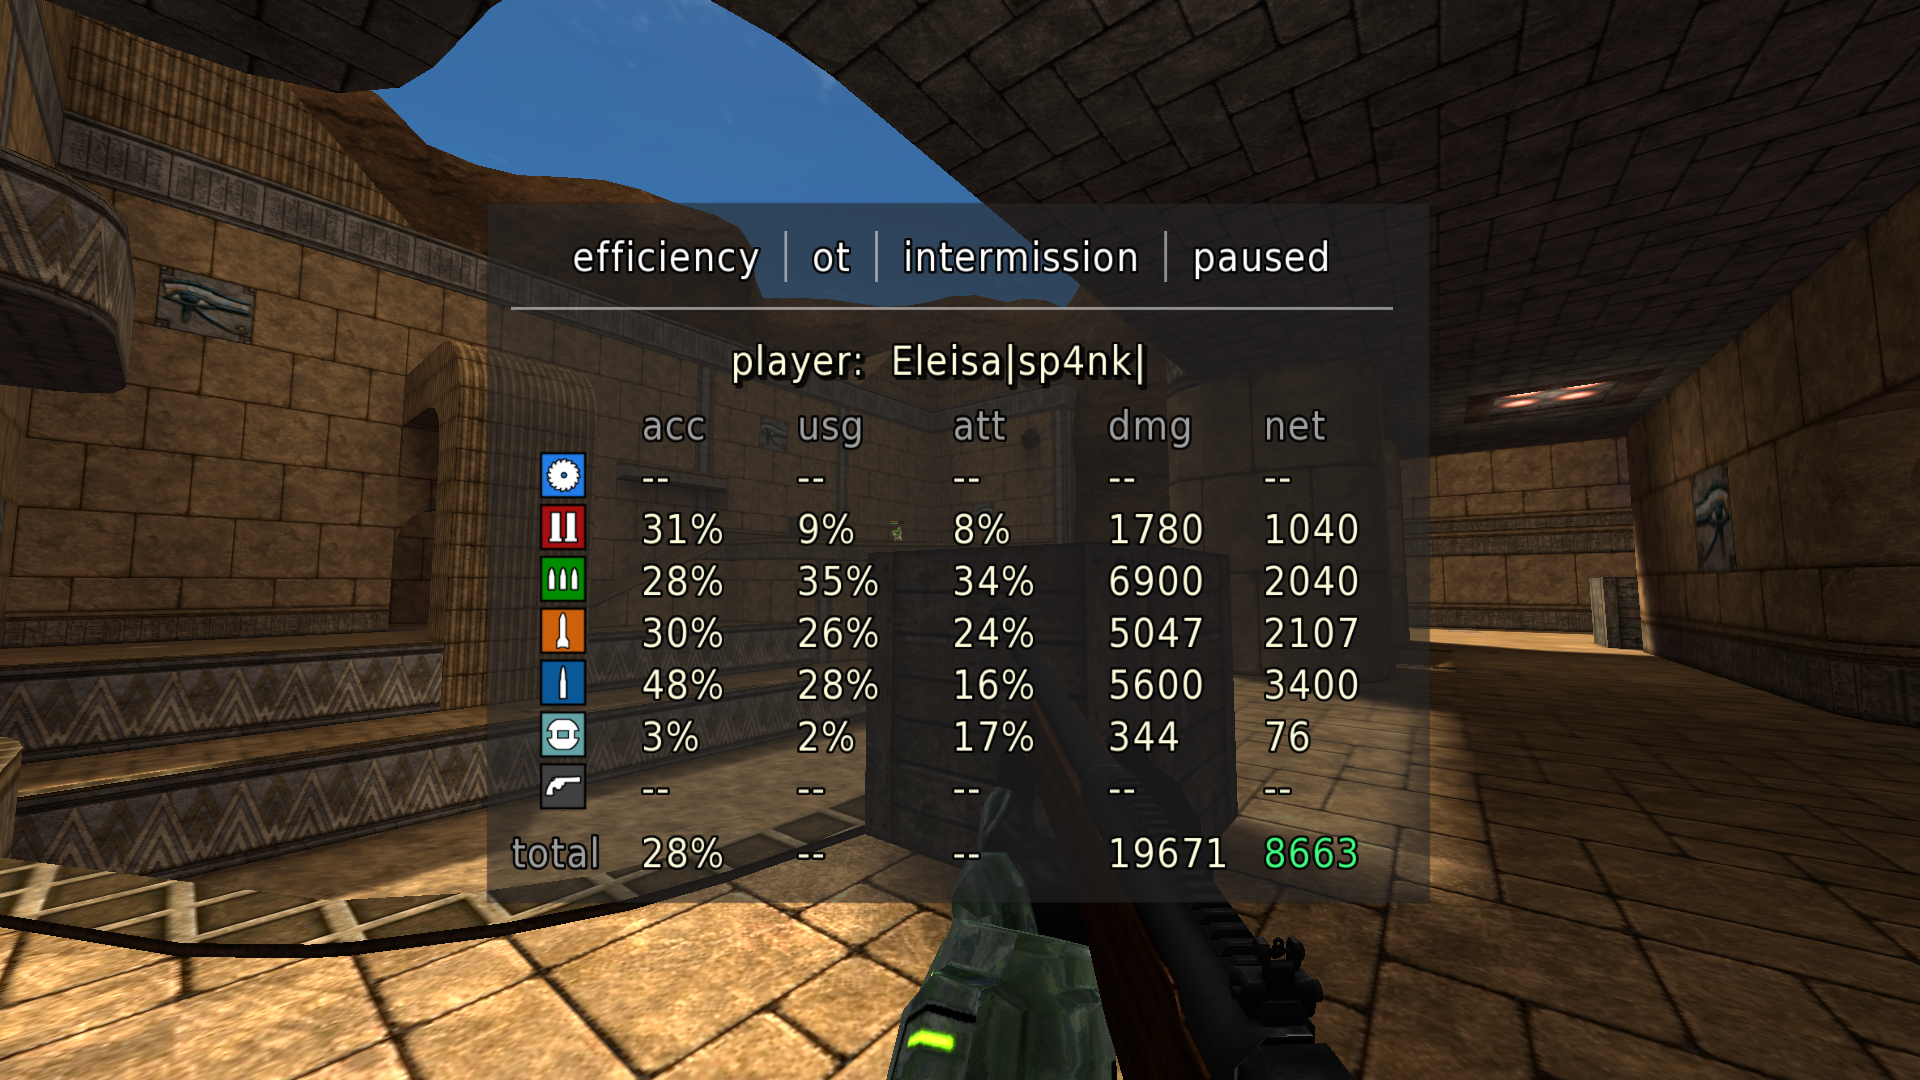 efficiency | ot | intermission | paused
player: Eleisa|sp4nk|
acc usg att dmg net
-- -- -- -- --
31% 9% 8% 1780 1040
28% 35% 34% 6900 2040
30% 26% 24% 5047 2107
48% 28% 16% 5600 3400
3% 2% 17% 344 76
-- -- -- -- --
total 28% -- -- 19671 8663